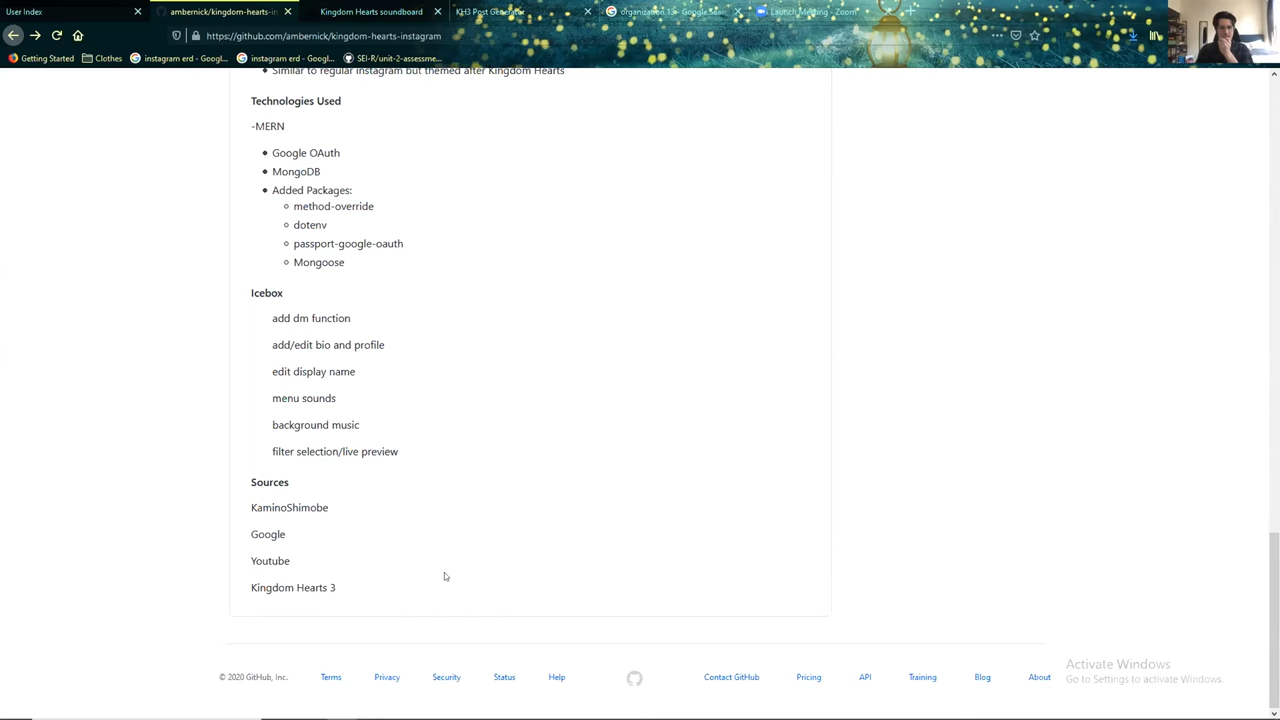 User Index
ambernick/kingdom-hearts-in
Kingdom Hearts soundboard
KH3 Post Generator
organization 13 - Google Sear
Launch Meeting - Zoom
https://github.com/ambernick/kingdom-hearts-instagram
Getting Started
Clothes
instagram erd - Googl...
instagram erd - Googl...
SEI-R/unit-2-assessme...
Similar to regular instagram but themed after Kingdom Hearts
Technologies Used
-MERN
Google OAuth
MongoDB
Added Packages:
method-override
dotenv
passport-google-oauth
Mongoose
Icebox
add dm function
add/edit bio and profile
edit display name
menu sounds
background music
filter selection/live preview
Sources
KaminoShimobe
Google
Youtube
Kingdom Hearts 3
© 2020 GitHub, Inc.
Terms
Privacy
Security
Status
Help
Contact GitHub
Pricing
API
Training
Blog
About
Activate Windows
Go to Settings to activate Windows.